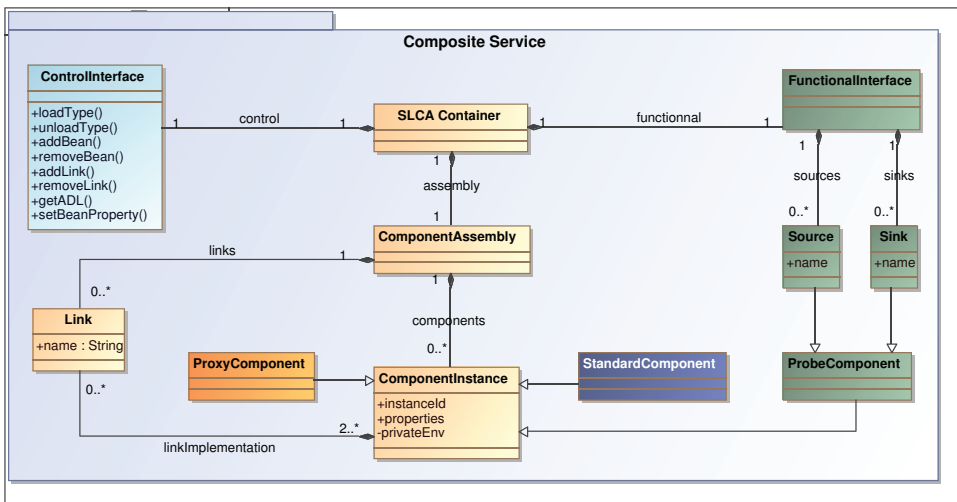 Composite Service
ControlInterface
+loadType()
+unloadType()
+addBean()
+removeBean()
+addLink()
+removeLink()
+getADL()
+setBeanProperty()
1
control
1
SLCA Container
1
functionnal
1
FunctionalInterface
1
assembly
1
1
sources
0..*
1
sinks
0..*
Source
+name
Sink
+name
ComponentAssembly
1
links
0..*
1
components
0..*
Link
+name : String
0..*
linkImplementation
2..*
ProxyComponent
ComponentInstance
+instanceId
+properties
-privateEnv
StandardComponent
ProbeComponent